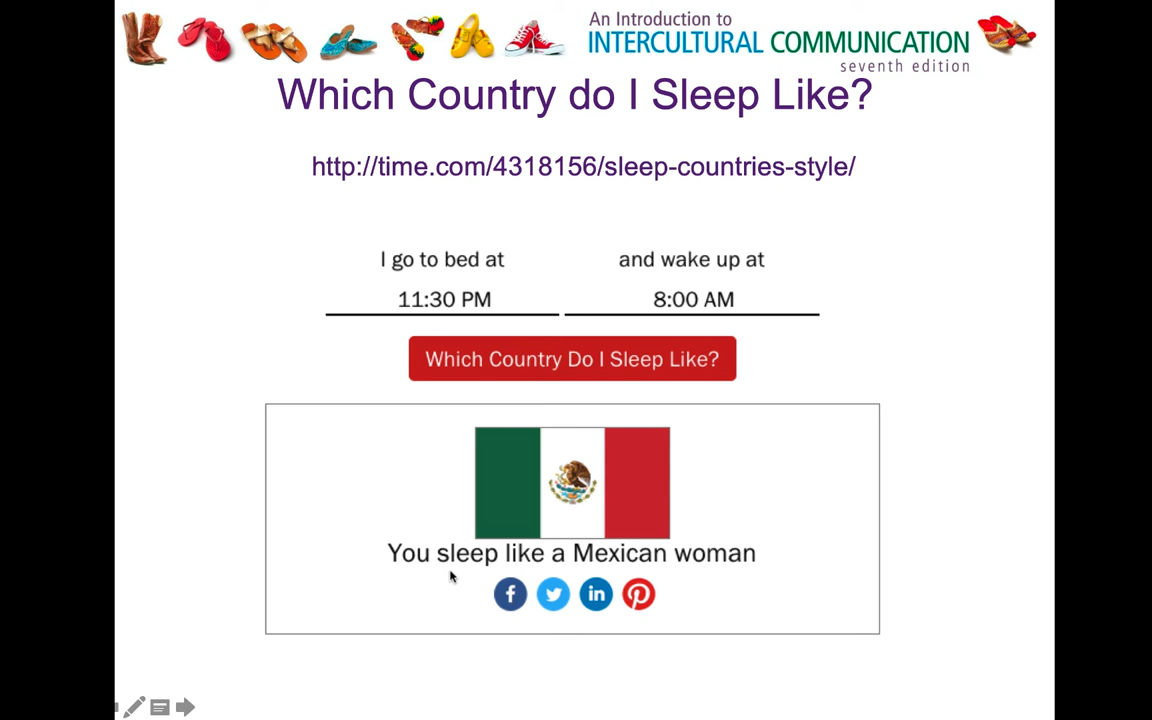 An Introduction to
INTERCULTURAL COMMUNICATION
seventh edition
Which Country do I Sleep Like?
http://time.com/4318156/sleep-countries-style/
I go to bed at
and wake up at
11:30 PM
8:00 AM
Which Country Do I Sleep Like?
You sleep like a Mexican woman